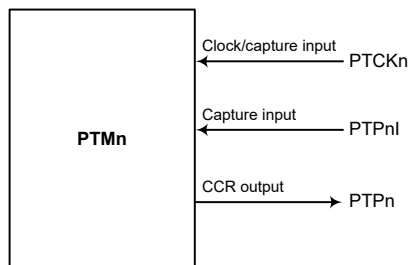 Clock/capture input
PTCKn
Capture input
PTPnI
PTMn
CCR output
PTPn